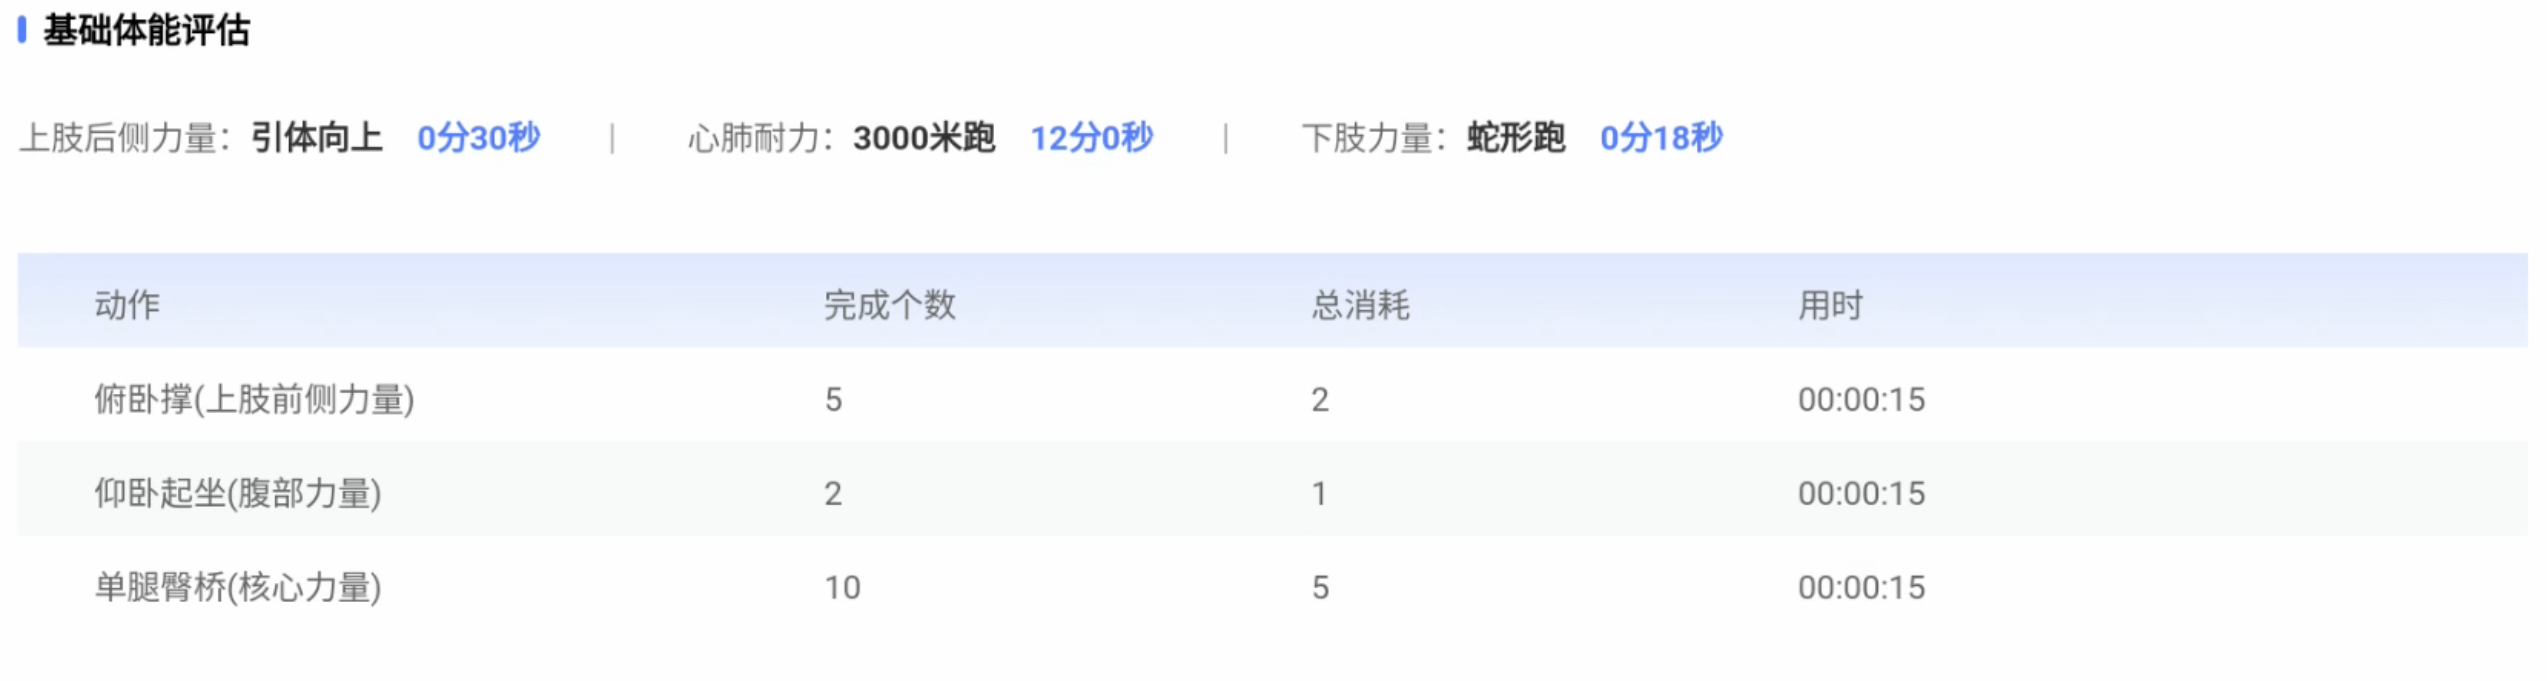 基础体能评估
上肢后侧力量：引体向上 0分30秒 | 心肺耐力：3000米跑 12分0秒 | 下肢力量：蛇形跑 0分18秒
动作 完成个数 总消耗 用时
俯卧撑(上肢前侧力量) 5 2 00:00:15
仰卧起坐(腹部力量) 2 1 00:00:15
单腿臀桥(核心力量) 10 5 00:00:15